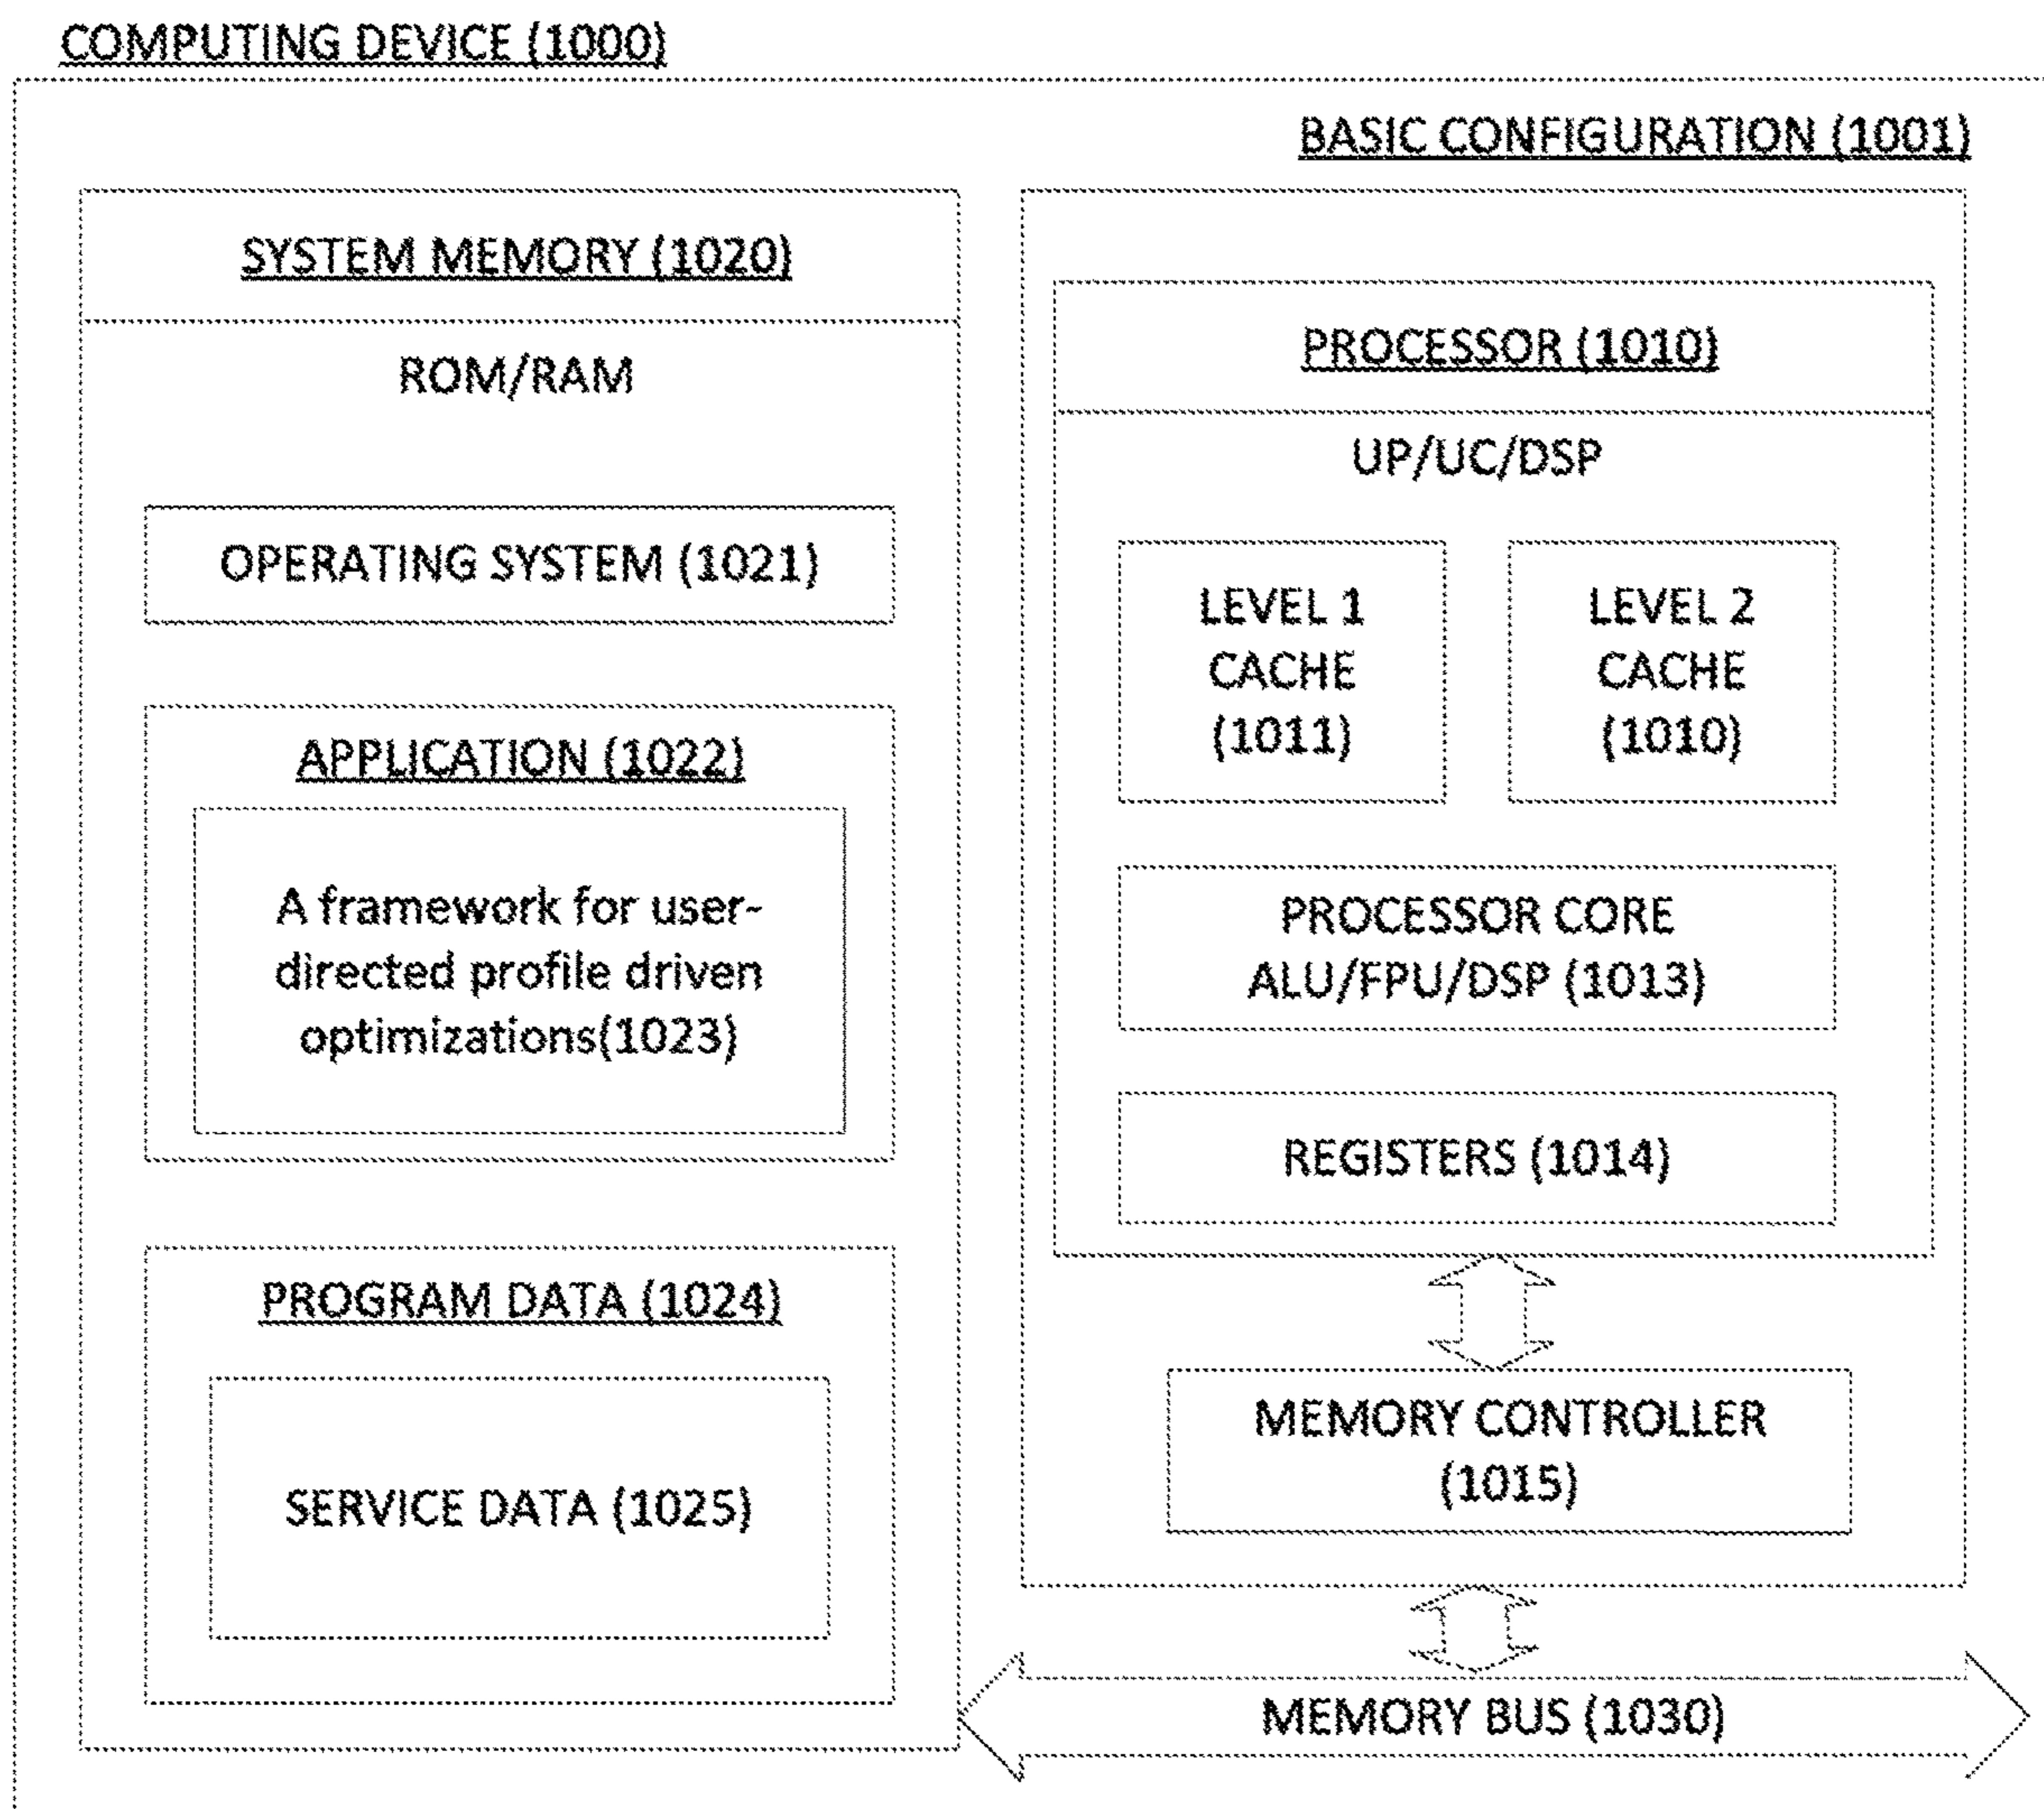 COMPUTING DEVICE (1000)
BASIC CONFIGURATION (1001)
SYSTEM MEMORY (1020)
ROM/RAM
OPERATING SYSTEM (1021)
APPLICATION (1022)
A framework for user-
directed profile driven
optimizations(1023)
PROGRAM DATA (1024)
SERVICE DATA (1025)
PROCESSOR (1010)
UP/UC/DSP
LEVEL 1
CACHE
(1011)
LEVEL 2
CACHE
(1010)
PROCESSOR CORE
ALU/FPU/DSP (1013)
REGISTERS (1014)
MEMORY CONTROLLER
(1015)
MEMORY BUS (1030)